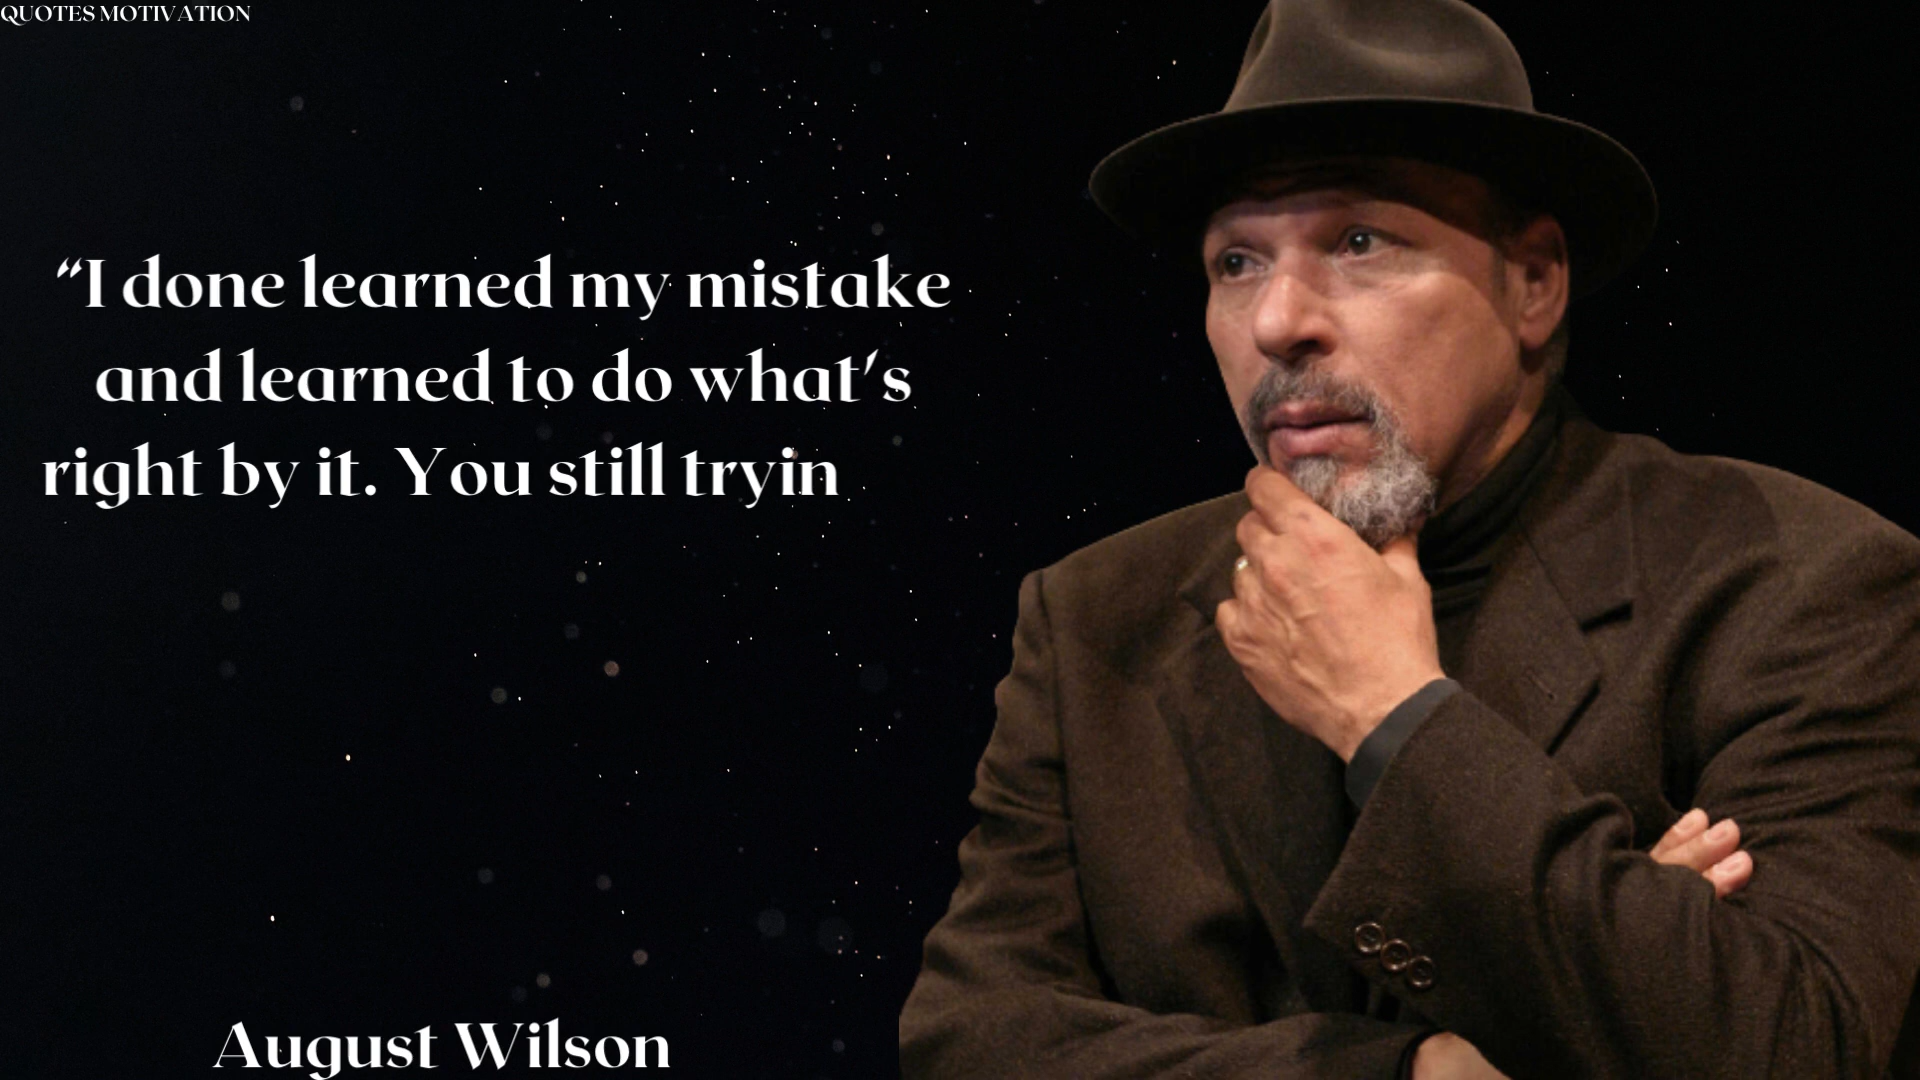 QUOTES MOTIVATION
“I done learned my mistake
and learned to do what’s
right by it. You still tryin
August Wilson